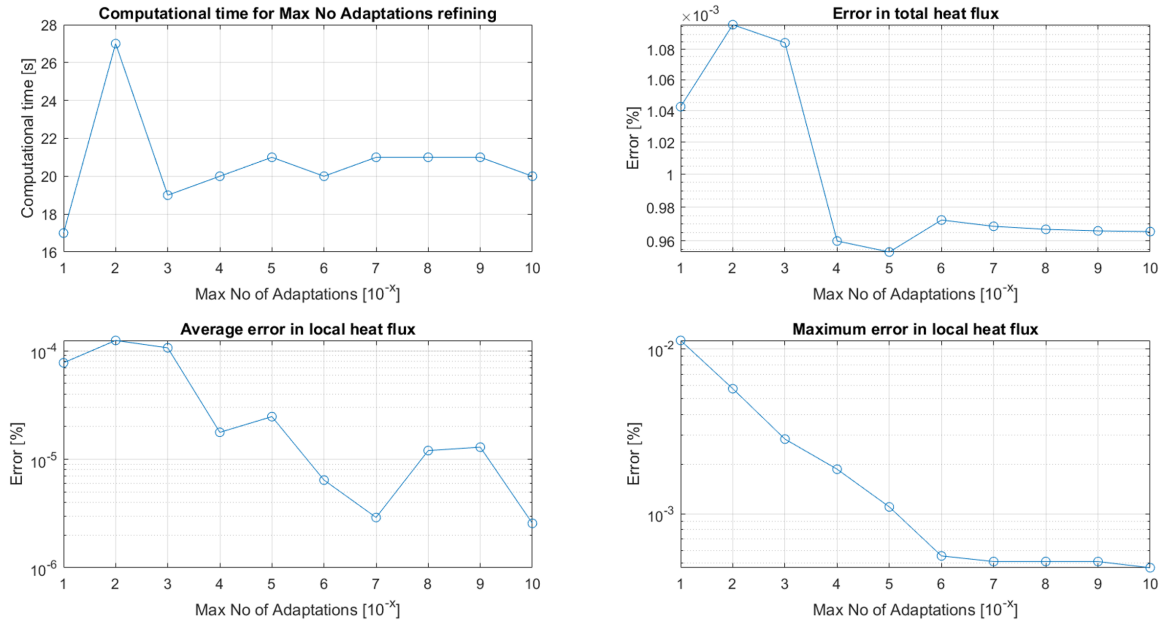 Computational time for Max No Adaptations refining
28
26
24
22
20
18
16
Computational time [s]
1 2 3 4 5 6 7 8 9 10
Max No of Adaptations [10^-x]
×10^-3
Error in total heat flux
1.08
1.06
1.04
1.02
1
0.98
0.96
Error [%]
1 2 3 4 5 6 7 8 9 10
Max No of Adaptations [10^-x]
Average error in local heat flux
10^-4
10^-5
10^-6
Error [%]
1 2 3 4 5 6 7 8 9 10
Max No of Adaptations [10^-x]
Maximum error in local heat flux
10^-2
10^-3
Error [%]
1 2 3 4 5 6 7 8 9 10
Max No of Adaptations [10^-x]